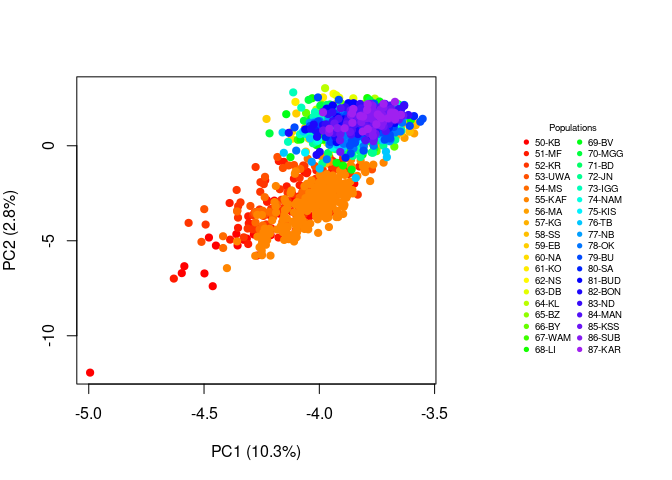 Populations
50-KB 69-BV
51-MF 70-MGG
52-KR 71-BD
53-UWA 72-JN
54-MS 73-IGG
55-KAF 74-NAM
56-MA 75-KIS
57-KG 76-TB
58-SS 77-NB
59-EB 78-OK
60-NA 79-BU
61-KO 80-SA
62-NS 81-BUD
63-DB 82-BON
64-KL 83-ND
65-BZ 84-MAN
66-BY 85-KSS
67-WAM 86-SUB
68-LI 87-KAR
0
-5
-10
PC2 (2.8%)
-5.0 -4.5 -4.0 -3.5
PC1 (10.3%)